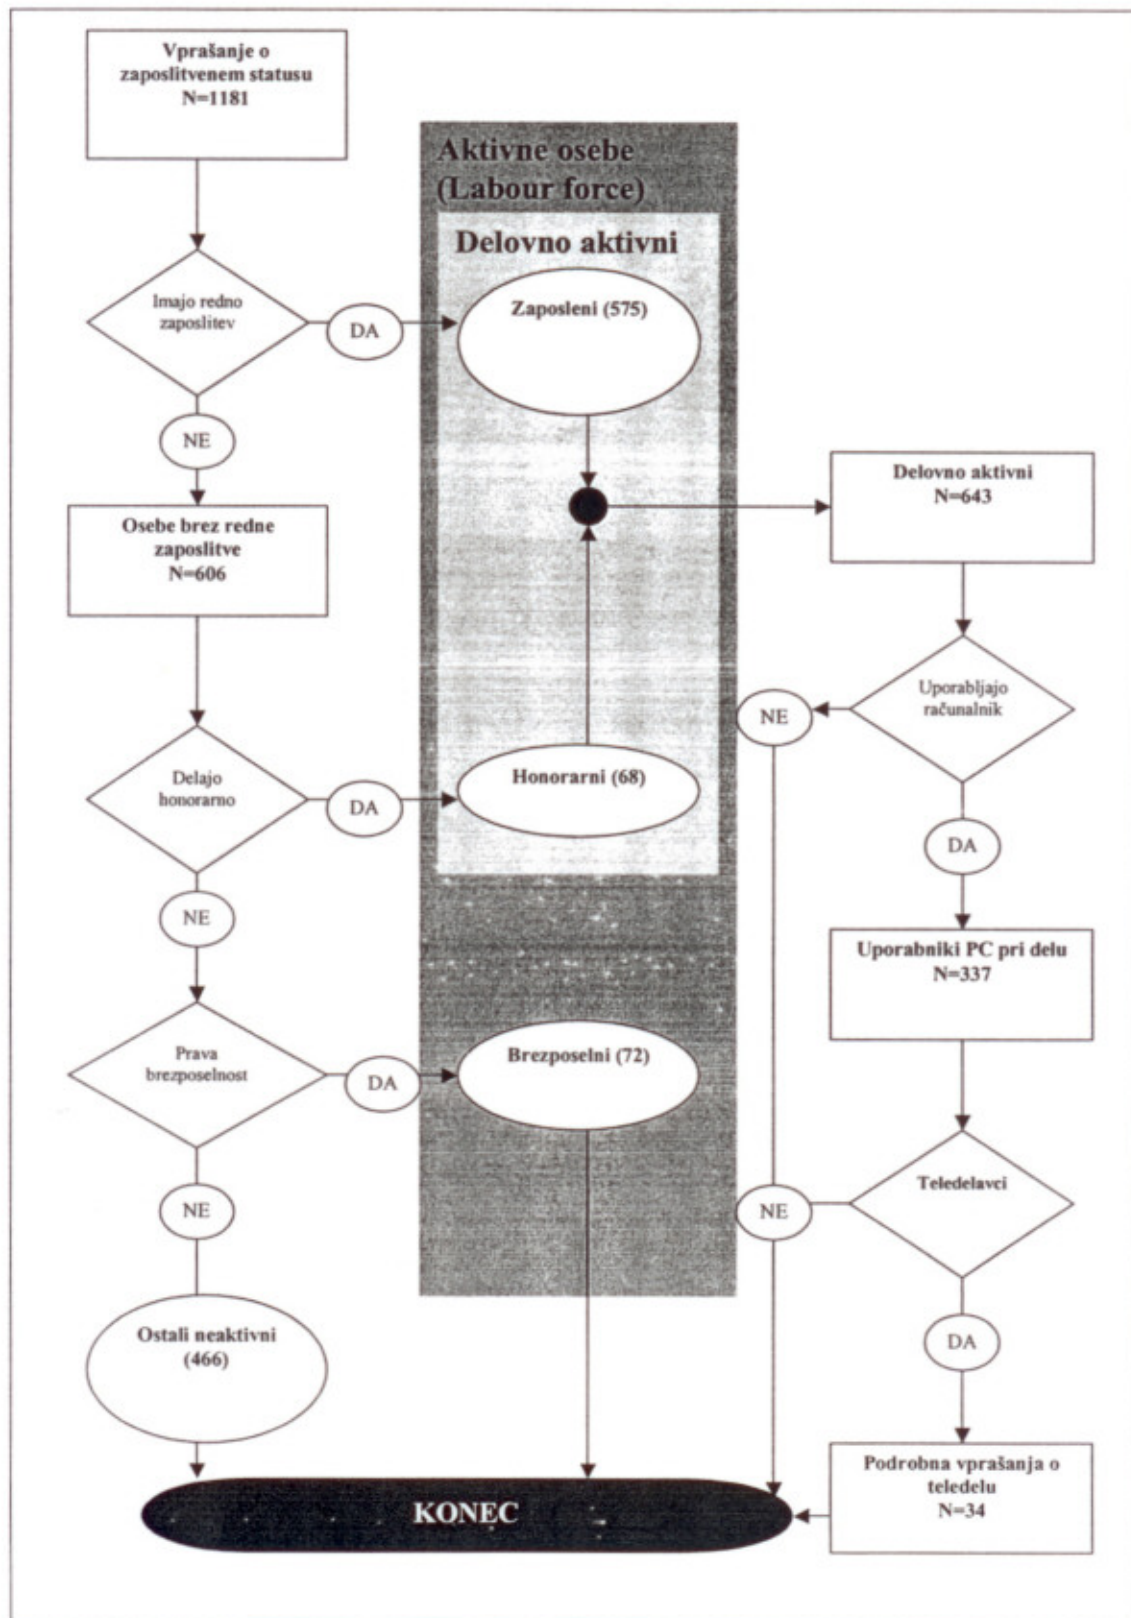 Vprašanje o
zaposlitvenem statusu
N=1181
Aktivne osebe
(Labour force)
Delovno aktivni
Imajo redno
zaposlitev
DA
Zaposleni (575)
NE
Delovno aktivni
N=643
Osebe brez redne
zaposlitve
N=606
Uporabljajo
računalnik
NE
Delajo
honorarno
DA
Honorarni (68)
DA
NE
Uporabniki PC pri delu
N=337
Prava
brezposelnost
DA
Brezposelni (72)
Teledelavci
NE
NE
Ostali neaktivni
(466)
DA
Podrobna vprašanja o
teledelu
N=34
KONEC